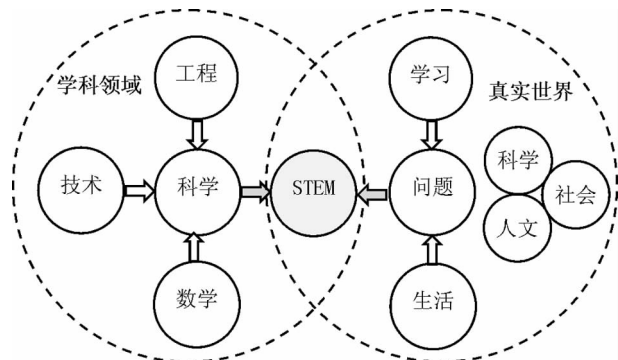 学科领域
工程
技术
科学
数学
STEM
学习
问题
生活
真实世界
科学
社会
人文